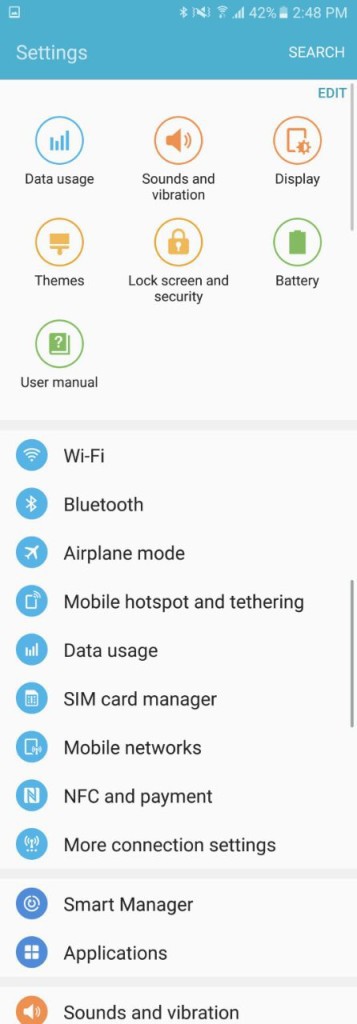 42% 2:48 PM
Settings
SEARCH
EDIT
Data usage
Sounds and
vibration
Display
Themes
Lock screen and
security
Battery
User manual
Wi-Fi
Bluetooth
Airplane mode
Mobile hotspot and tethering
Data usage
SIM card manager
Mobile networks
NFC and payment
More connection settings
Smart Manager
Applications
Sounds and vibration